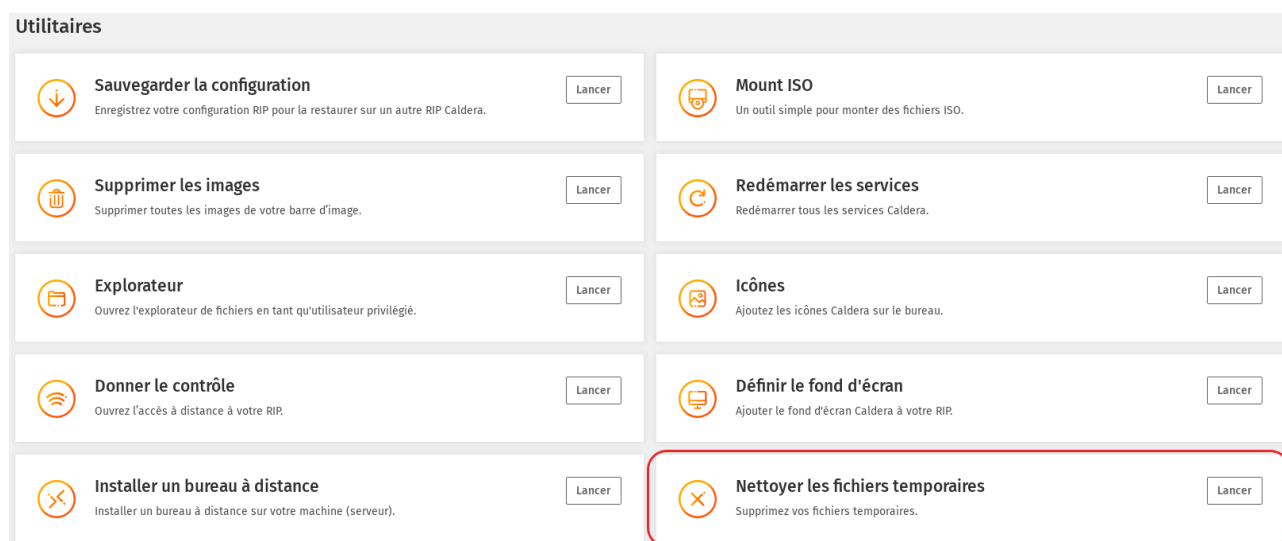 Utilitaires
Sauvegarder la configuration
Lancer
Enregistrez votre configuration RIP pour la restaurer sur un autre RIP Caldera.
Mount ISO
Lancer
Un outil simple pour monter des fichiers ISO.
Supprimer les images
Lancer
Supprimer toutes les images de votre barre d’image.
Redémarrer les services
Lancer
Redémarrer tous les services Caldera.
Explorateur
Lancer
Ouvrez l'explorateur de fichiers en tant qu'utilisateur privilégié.
Icônes
Lancer
Ajoutez les icônes Caldera sur le bureau.
Donner le contrôle
Lancer
Ouvrez l’accès à distance à votre RIP.
Définir le fond d'écran
Lancer
Ajouter le fond d'écran Caldera à votre RIP.
Installer un bureau à distance
Lancer
Installer un bureau à distance sur votre machine (serveur).
Nettoyer les fichiers temporaires
Lancer
Supprimez vos fichiers temporaires.